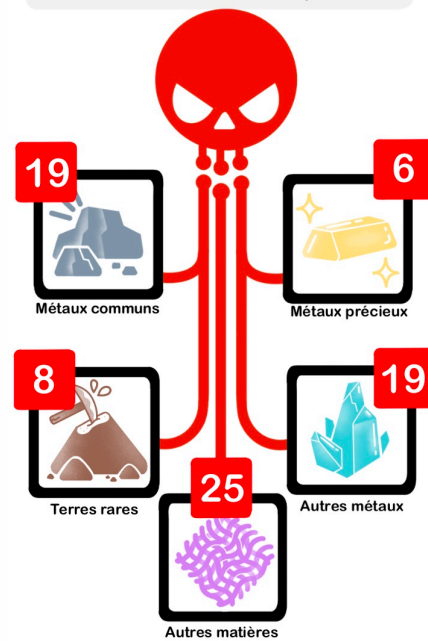 19
6
Métaux communs
Métaux précieux
8
19
Terres rares
Autres métaux
25
Autres matières